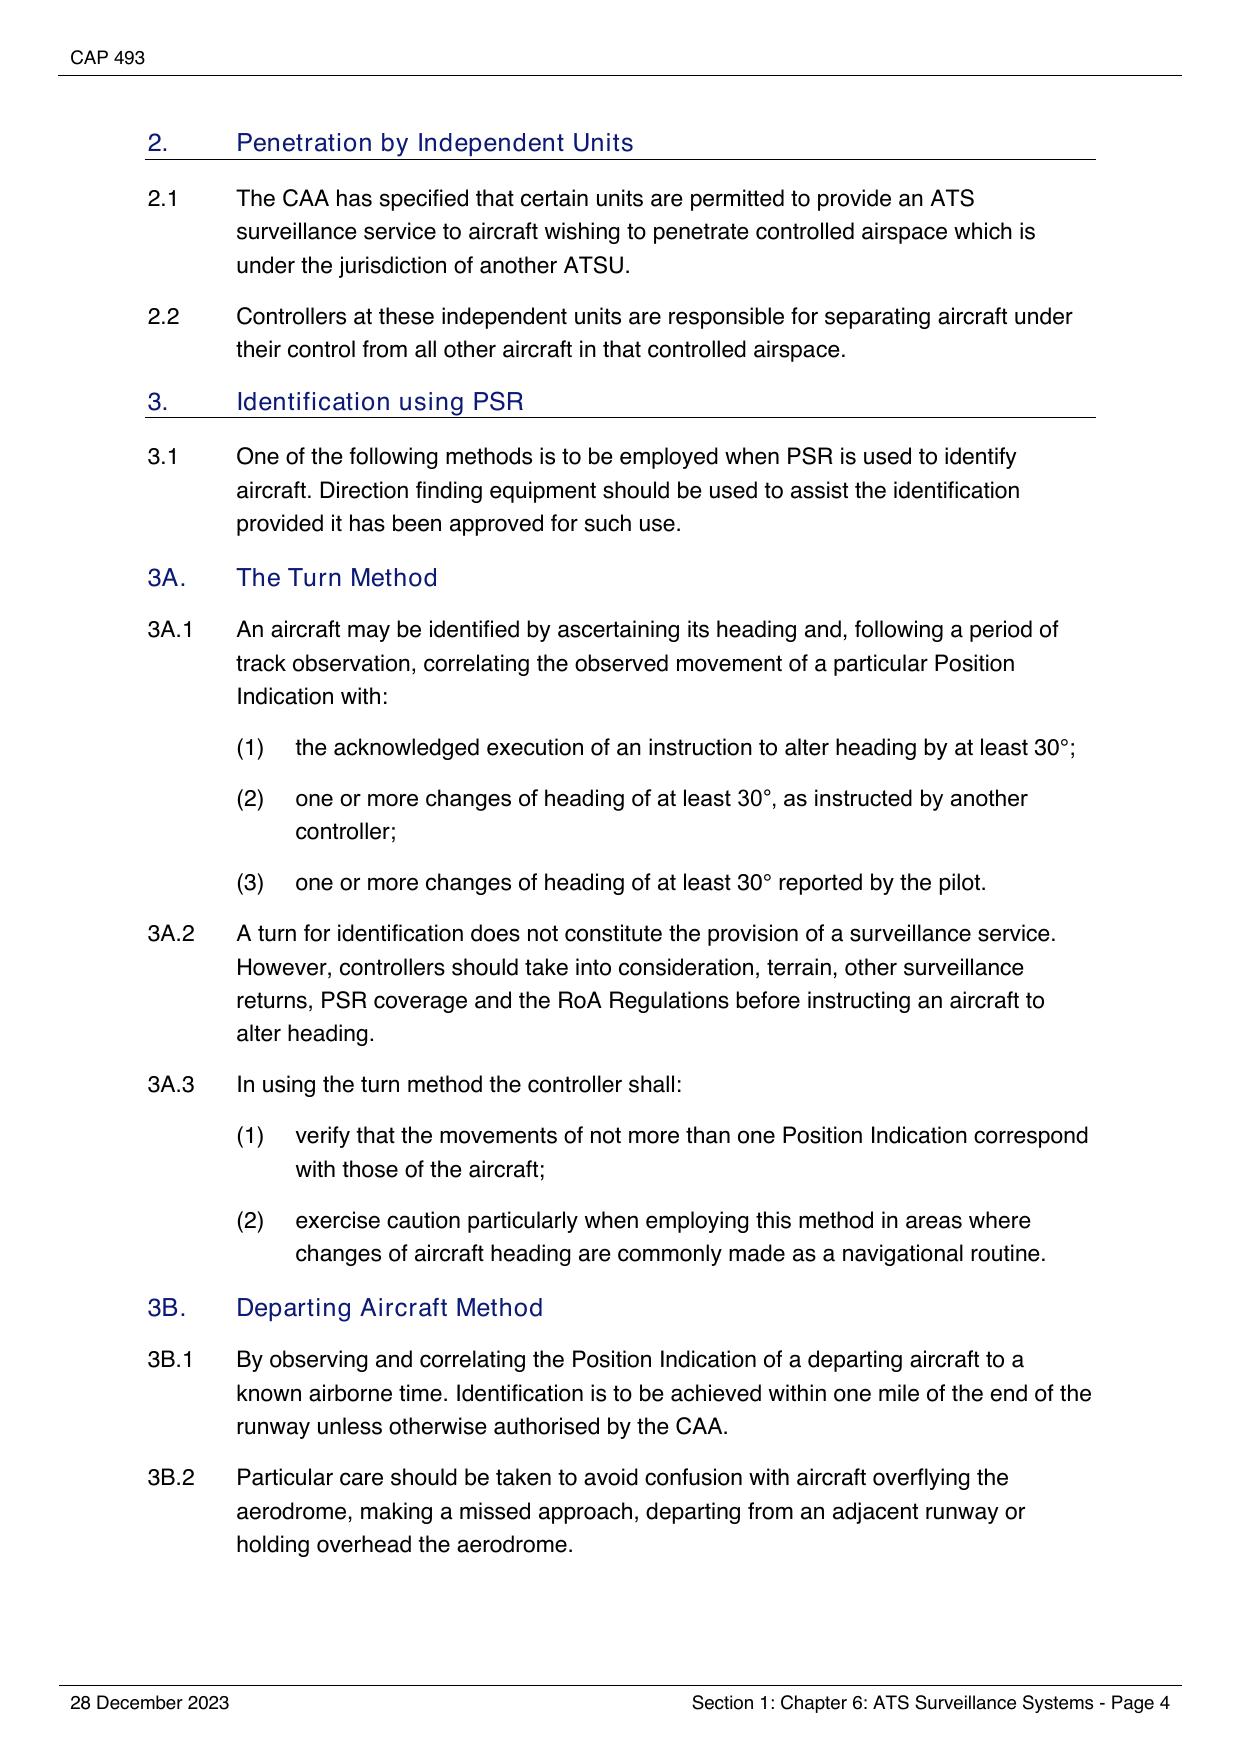 CAP 493
2. Penetration by Independent Units
2.1 The CAA has specified that certain units are permitted to provide an ATS
surveillance service to aircraft wishing to penetrate controlled airspace which is
under the jurisdiction of another ATSU.
2.2 Controllers at these independent units are responsible for separating aircraft under
their control from all other aircraft in that controlled airspace.
3. Identification using PSR
3.1 One of the following methods is to be employed when PSR is used to identify
aircraft. Direction finding equipment should be used to assist the identification
provided it has been approved for such use.
3A. The Turn Method
3A.1 An aircraft may be identified by ascertaining its heading and, following a period of
track observation, correlating the observed movement of a particular Position
Indication with:
(1) the acknowledged execution of an instruction to alter heading by at least 30°;
(2) one or more changes of heading of at least 30°, as instructed by another
controller;
(3) one or more changes of heading of at least 30° reported by the pilot.
3A.2 A turn for identification does not constitute the provision of a surveillance service.
However, controllers should take into consideration, terrain, other surveillance
returns, PSR coverage and the RoA Regulations before instructing an aircraft to
alter heading.
3A.3 In using the turn method the controller shall:
(1) verify that the movements of not more than one Position Indication correspond
with those of the aircraft;
(2) exercise caution particularly when employing this method in areas where
changes of aircraft heading are commonly made as a navigational routine.
3B. Departing Aircraft Method
3B.1 By observing and correlating the Position Indication of a departing aircraft to a
known airborne time. Identification is to be achieved within one mile of the end of the
runway unless otherwise authorised by the CAA.
3B.2 Particular care should be taken to avoid confusion with aircraft overflying the
aerodrome, making a missed approach, departing from an adjacent runway or
holding overhead the aerodrome.
28 December 2023 Section 1: Chapter 6: ATS Surveillance Systems - Page 4